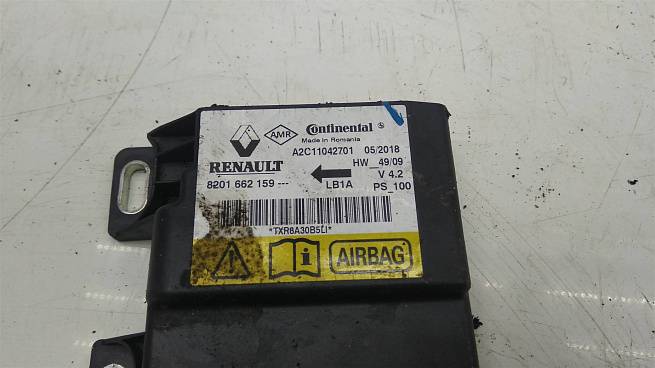 AMR Continental
Made in Romania
A2C11042701 05/2018
RENAULT HW 49/09
V 4.2
8201 662 159 --- LB1A PS_100
*TXR6A30B5LI*
AIRBAG